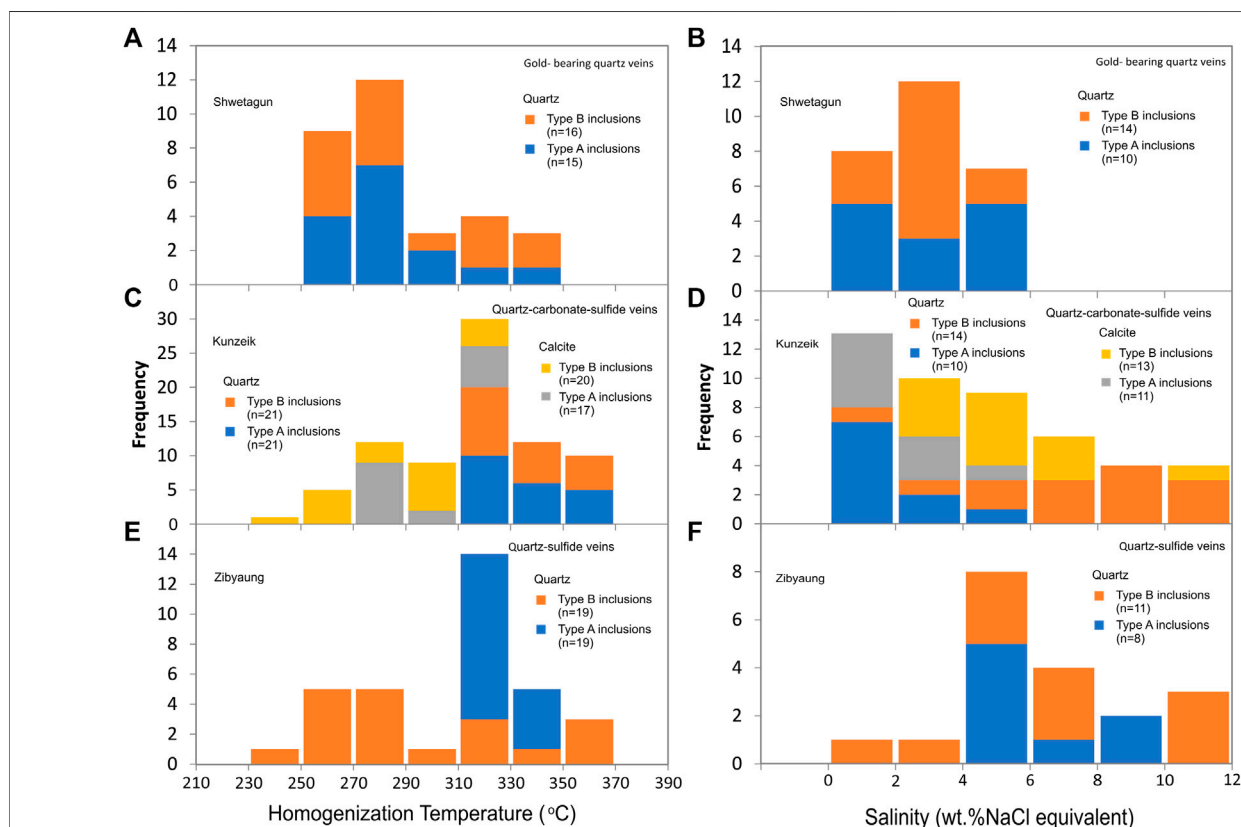 A
14
12
10
8
6
4
2
0
Gold- bearing quartz veins
Shwetagun
Quartz
Type B inclusions
(n=16)
Type A inclusions
(n=15)
B
14
12
10
8
6
4
2
0
Gold- bearing quartz veins
Shwetagun
Quartz
Type B inclusions
(n=14)
Type A inclusions
(n=10)
C
30
25
20
15
10
5
0
Frequency
Quartz-carbonate-sulfide veins
Kunzeik
Quartz
Type B inclusions
(n=21)
Type A inclusions
(n=21)
Calcite
Type B inclusions
(n=20)
Type A inclusions
(n=17)
D
14
12
10
8
6
4
2
0
Frequency
Quartz-carbonate-sulfide veins
Kunzeik
Quartz
Type B inclusions
(n=14)
Type A inclusions
(n=10)
Calcite
Type B inclusions
(n=13)
Type A inclusions
(n=11)
E
14
12
10
8
6
4
2
0
Quartz-sulfide veins
Zibyaung
Quartz
Type B inclusions
(n=19)
Type A inclusions
(n=19)
210 230 250 270 290 310 330 350 370 390
Homogenization Temperature (°C)
F
8
6
4
2
0
Quartz-sulfide veins
Zibyaung
Quartz
Type B inclusions
(n=11)
Type A inclusions
(n=8)
0 2 4 6 8 10 12
Salinity (wt.%NaCl equivalent)